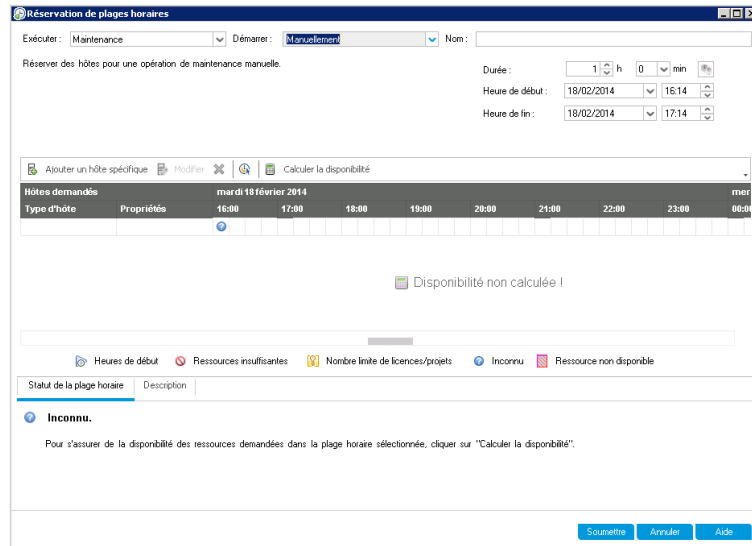 Réservation de plages horaires
Exécuter : Maintenance Démarrer : Manuellement Nom :
Réserver des hôtes pour une opération de maintenance manuelle.
Durée : 1 h 0 min
Heure de début : 18/02/2014 16:14
Heure de fin : 18/02/2014 17:14
Ajouter un hôte spécifique Modifier Calculer la disponibilité
Hôtes demandés mardi 18 février 2014 mer
Type d'hôte Propriétés 16:00 17:00 18:00 19:00 20:00 21:00 22:00 23:00 00:00
Disponibilité non calculée !
Heures de début Ressources insuffisantes Nombre limite de licences/projets Inconnu Ressource non disponible
Statut de la plage horaire Description
Inconnu.
Pour s'assurer de la disponibilité des ressources demandées dans la plage horaire sélectionnée, cliquer sur "Calculer la disponibilité".
Soumettre Annuler Aide